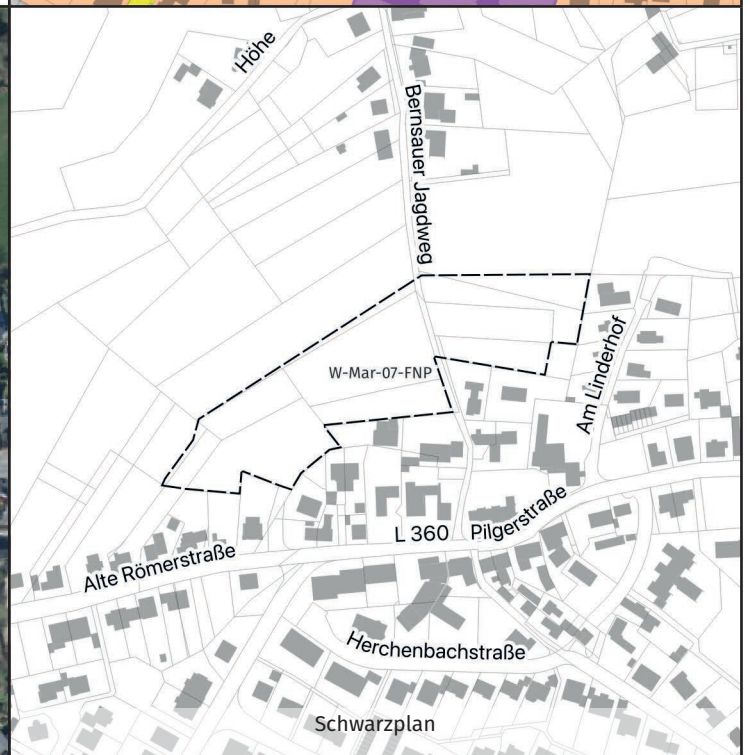 Höhe
Bernsauer Jagdweg
W-Mar-07-FNP
Am Linderhof
L 360 Pilgerstraße
Alte Römerstraße
Herchenbachstraße
Schwarzplan